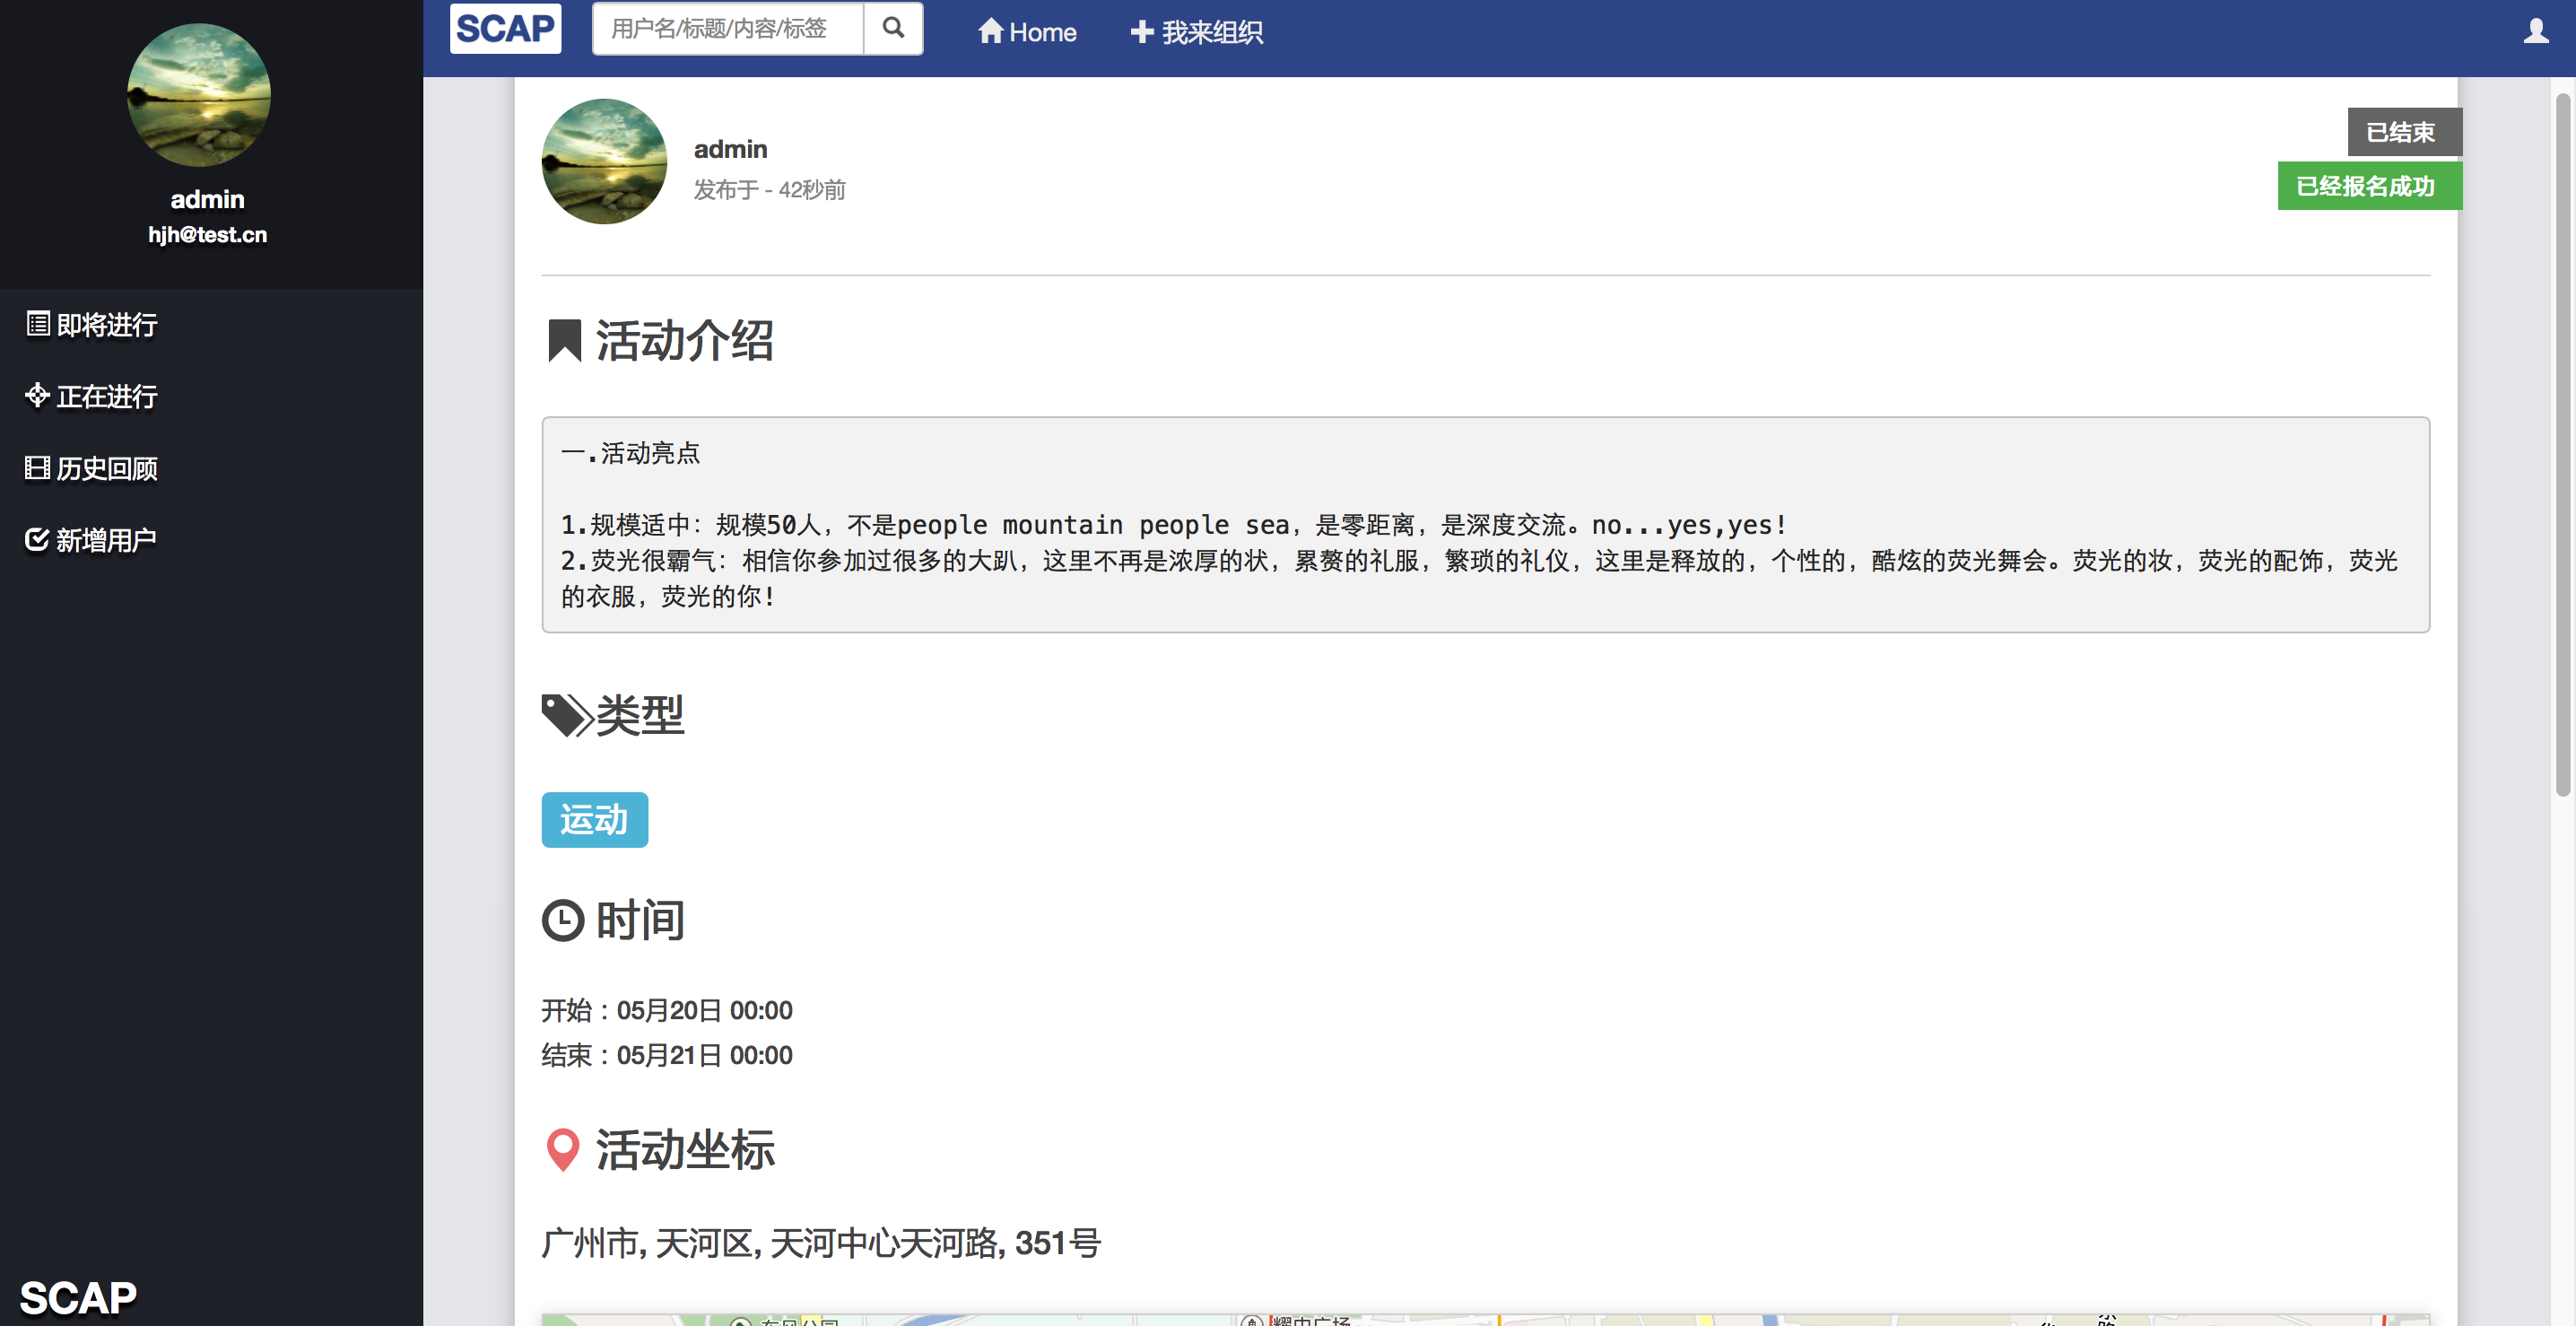 admin
hjh@test.cn
即将进行
正在进行
历史回顾
新增用户
SCAP
SCAP
用户名/标题/内容/标签
Home
我来组织
admin
发布于 - 42秒前
已结束
已经报名成功
活动介绍
一.活动亮点
1.规模适中：规模50人，不是people mountain people sea，是零距离，是深度交流。no...yes,yes!
2.荧光很霸气：相信你参加过很多的大趴，这里不再是浓厚的状，累赘的礼服，繁琐的礼仪，这里是释放的，个性的，酷炫的荧光舞会。荧光的妆，荧光的配饰，荧光
的衣服，荧光的你！
类型
运动
时间
开始：05月20日 00:00
结束：05月21日 00:00
活动坐标
广州市, 天河区, 天河中心天河路, 351号